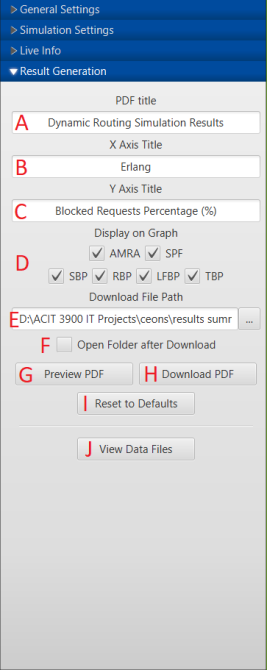 General Settings
Simulation Settings
Live Info
Result Generation
PDF title
A Dynamic Routing Simulation Results
X Axis Title
B Erlang
Y Axis Title
C Blocked Requests Percentage (%)
Display on Graph
D AMRA SPF
SBP RBP LFBP TBP
Download File Path
E D:\ACIT 3900 IT Projects\ceons\results sumr ...
F Open Folder after Download
G Preview PDF H Download PDF
I Reset to Defaults
J View Data Files